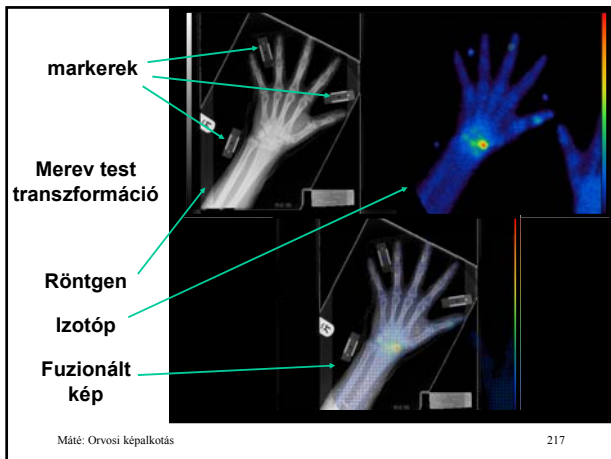 markerek
Merev test
transzformáció
Röntgen
Izotóp
Fuzionált
kép
Máté: Orvosi képalkotás
217